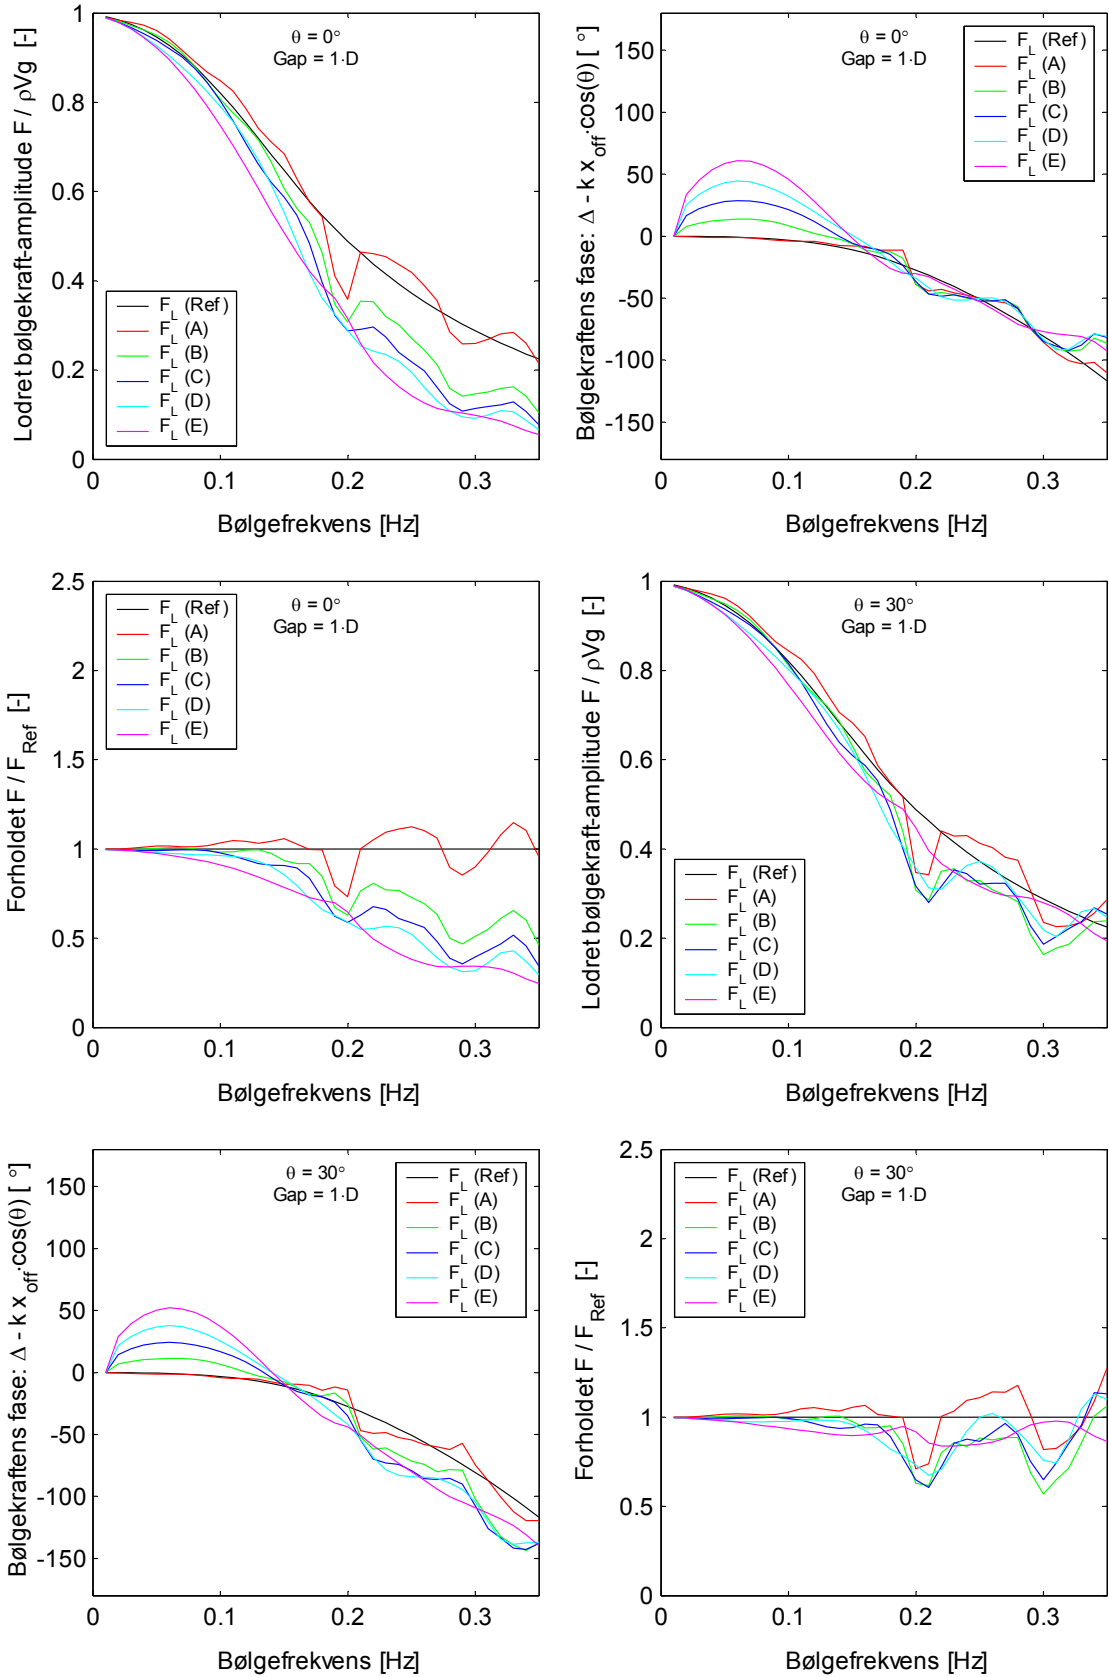 Lodret bølgekraft-amplitude F / ρVg [-]
1
0.8
0.6
0.4
0.2
0
θ = 0°
Gap = 1·D
F_L (Ref)
F_L (A)
F_L (B)
F_L (C)
F_L (D)
F_L (E)
0 0.1 0.2 0.3
Bølgefrekvens [Hz]
Bølgekraftens fase: Δ - k x_off·cos(θ) [ °]
150
100
50
0
-50
-100
-150
θ = 0°
Gap = 1·D
F_L (Ref)
F_L (A)
F_L (B)
F_L (C)
F_L (D)
F_L (E)
0 0.1 0.2 0.3
Bølgefrekvens [Hz]
Forholdet F / F_Ref [-]
2.5
2
1.5
1
0.5
0
F_L (Ref)
F_L (A)
F_L (B)
F_L (C)
F_L (D)
F_L (E)
θ = 0°
Gap = 1·D
0 0.1 0.2 0.3
Bølgefrekvens [Hz]
Lodret bølgekraft-amplitude F / ρVg [-]
1
0.8
0.6
0.4
0.2
0
θ = 30°
Gap = 1·D
F_L (Ref)
F_L (A)
F_L (B)
F_L (C)
F_L (D)
F_L (E)
0 0.1 0.2 0.3
Bølgefrekvens [Hz]
Bølgekraftens fase: Δ - k x_off·cos(θ) [ °]
150
100
50
0
-50
-100
-150
θ = 30°
Gap = 1·D
F_L (Ref)
F_L (A)
F_L (B)
F_L (C)
F_L (D)
F_L (E)
0 0.1 0.2 0.3
Bølgefrekvens [Hz]
Forholdet F / F_Ref [-]
2.5
2
1.5
1
0.5
0
F_L (Ref)
F_L (A)
F_L (B)
F_L (C)
F_L (D)
F_L (E)
θ = 30°
Gap = 1·D
0 0.1 0.2 0.3
Bølgefrekvens [Hz]